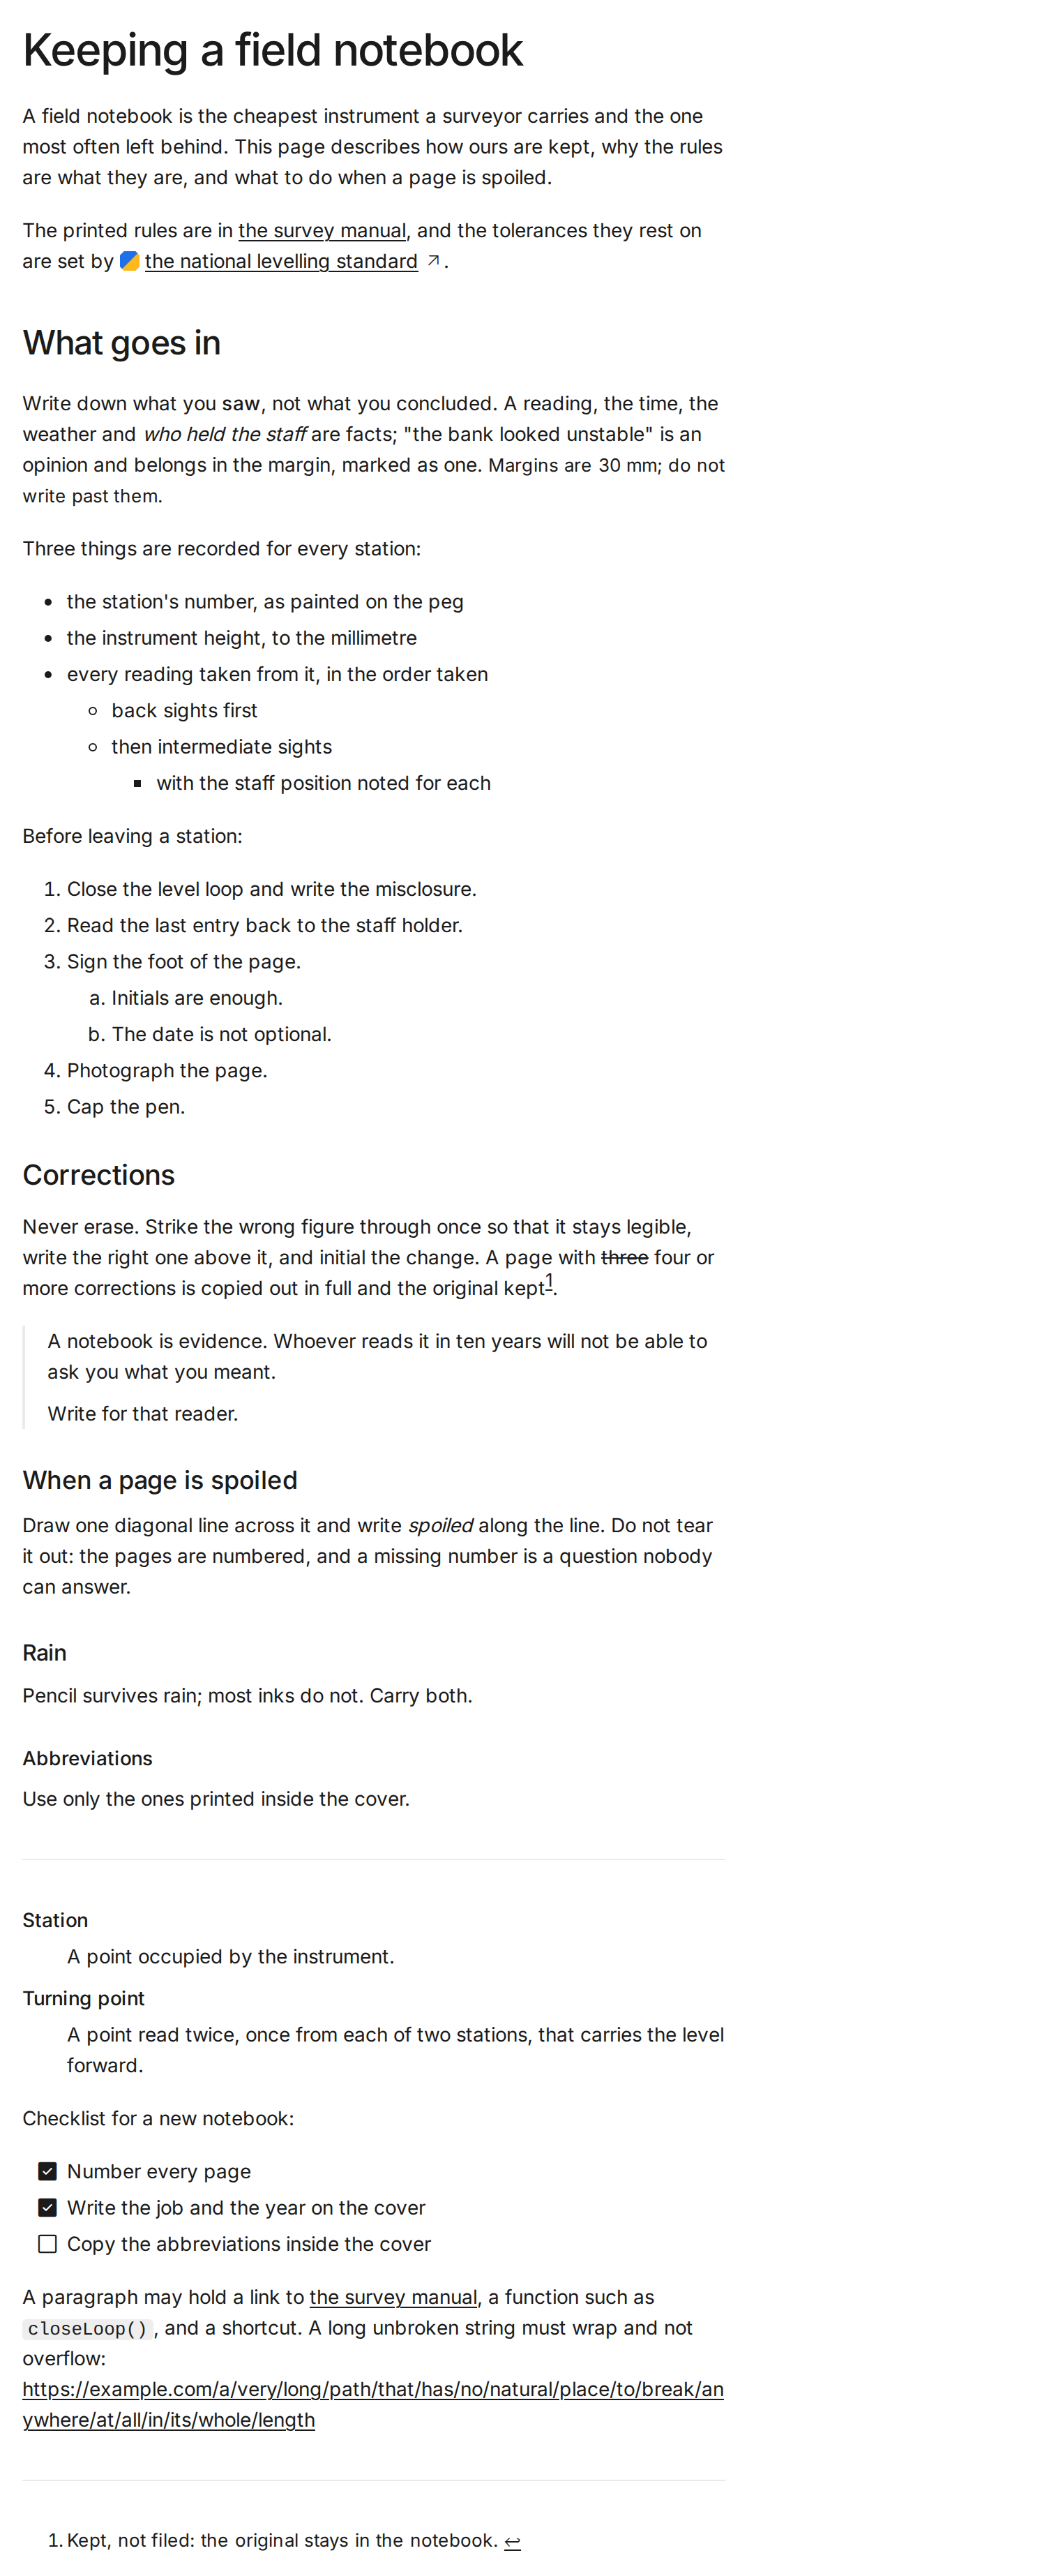 Keeping a field notebook
A field notebook is the cheapest instrument a surveyor carries and the one
most often left behind. This page describes how ours are kept, why the rules
are what they are, and what to do when a page is spoiled.
The printed rules are in the survey manual, and the tolerances they rest on
are set by the national levelling standard ↗.
What goes in
Write down what you saw, not what you concluded. A reading, the time, the
weather and who held the staff are facts; "the bank looked unstable" is an
opinion and belongs in the margin, marked as one. Margins are 30 mm; do not
write past them.
Three things are recorded for every station:
• the station's number, as painted on the peg
• the instrument height, to the millimetre
• every reading taken from it, in the order taken
◦ back sights first
◦ then intermediate sights
▪ with the staff position noted for each
Before leaving a station:
1. Close the level loop and write the misclosure.
2. Read the last entry back to the staff holder.
3. Sign the foot of the page.
a. Initials are enough.
b. The date is not optional.
4. Photograph the page.
5. Cap the pen.
Corrections
Never erase. Strike the wrong figure through once so that it stays legible,
write the right one above it, and initial the change. A page with three four or
more corrections is copied out in full and the original kept1.
A notebook is evidence. Whoever reads it in ten years will not be able to
ask you what you meant.
Write for that reader.
When a page is spoiled
Draw one diagonal line across it and write spoiled along the line. Do not tear
it out: the pages are numbered, and a missing number is a question nobody
can answer.
Rain
Pencil survives rain; most inks do not. Carry both.
Abbreviations
Use only the ones printed inside the cover.
Station
A point occupied by the instrument.
Turning point
A point read twice, once from each of two stations, that carries the level
forward.
Checklist for a new notebook:
Number every page
Write the job and the year on the cover
Copy the abbreviations inside the cover
A paragraph may hold a link to the survey manual, a function such as
closeLoop(), and a shortcut. A long unbroken string must wrap and not
overflow:
https://example.com/a/very/long/path/that/has/no/natural/place/to/break/an
ywhere/at/all/in/its/whole/length
1. Kept, not filed: the original stays in the notebook. ↩